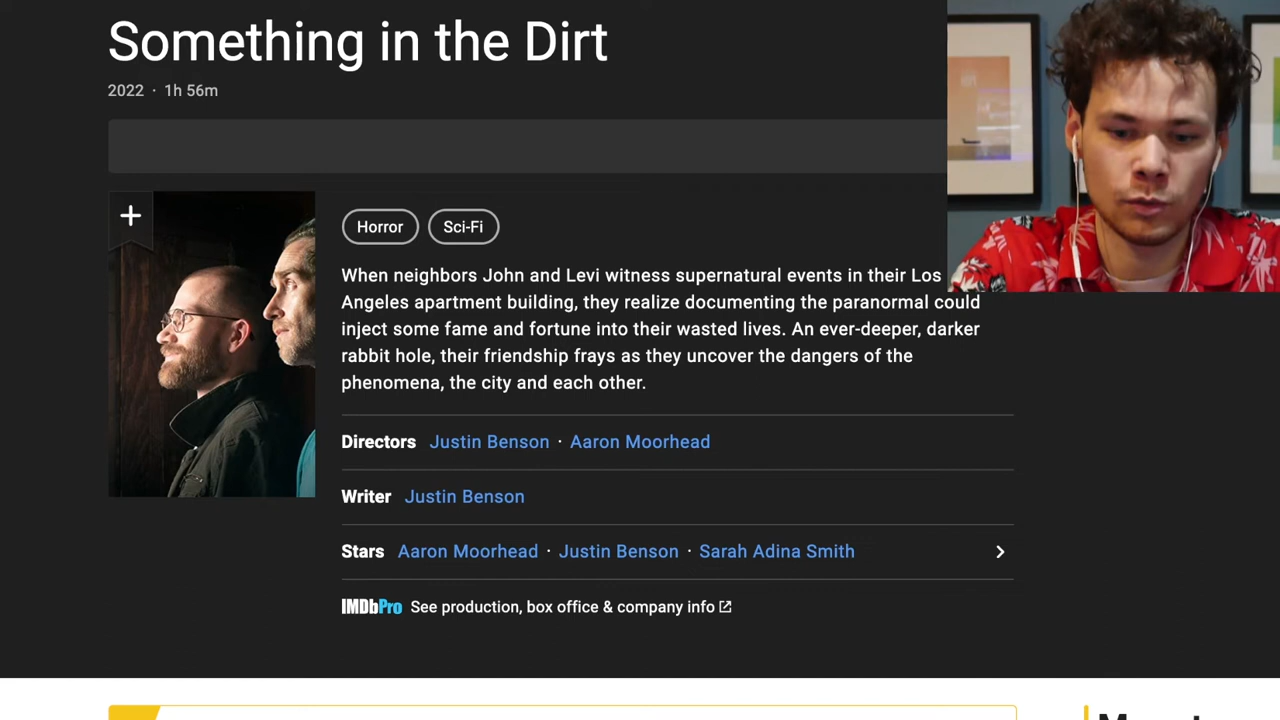 Something in the Dirt
2022 · 1h 56m
Horror
Sci-Fi
When neighbors John and Levi witness supernatural events in their Los
Angeles apartment building, they realize documenting the paranormal could
inject some fame and fortune into their wasted lives. An ever-deeper, darker
rabbit hole, their friendship frays as they uncover the dangers of the
phenomena, the city and each other.
Directors Justin Benson · Aaron Moorhead
Writer Justin Benson
Stars Aaron Moorhead · Justin Benson · Sarah Adina Smith
IMDbPro See production, box office & company info